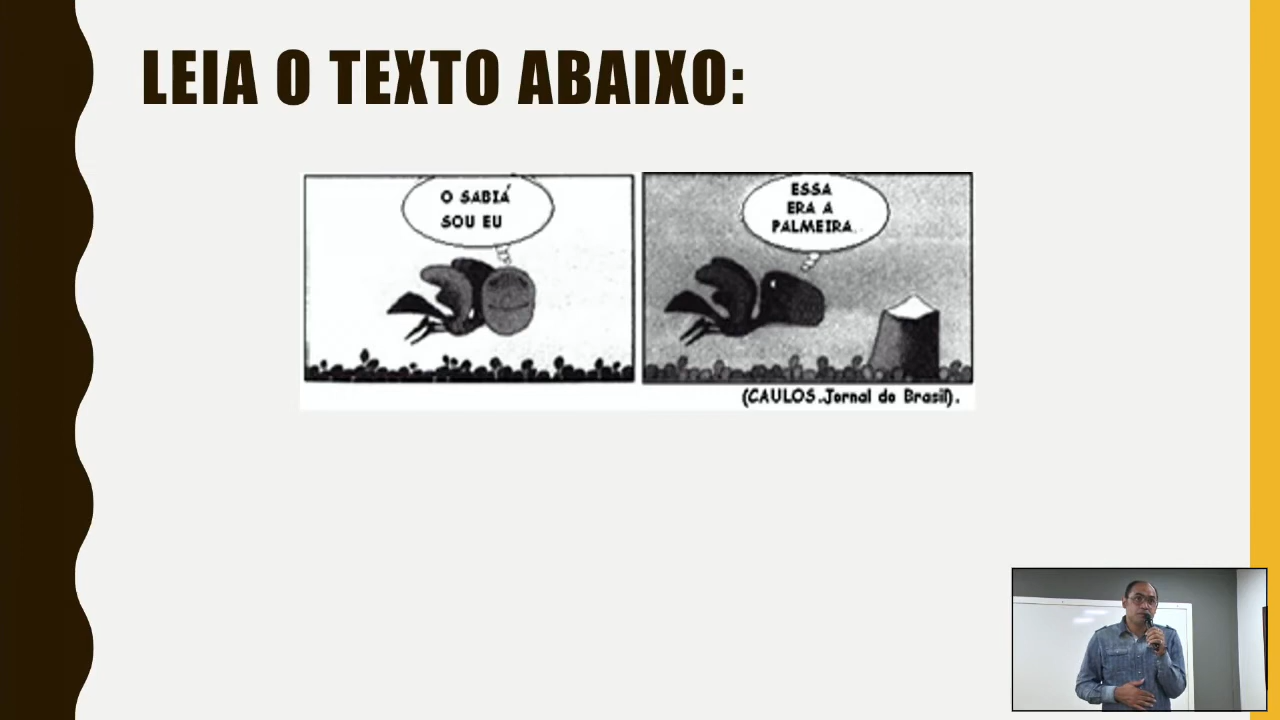 LEIA O TEXTO ABAIXO:
O SABIÁ
SOU EU
ESSA
ERA A
PALMEIRA.
(CAULOS.Jornal do Brasil).